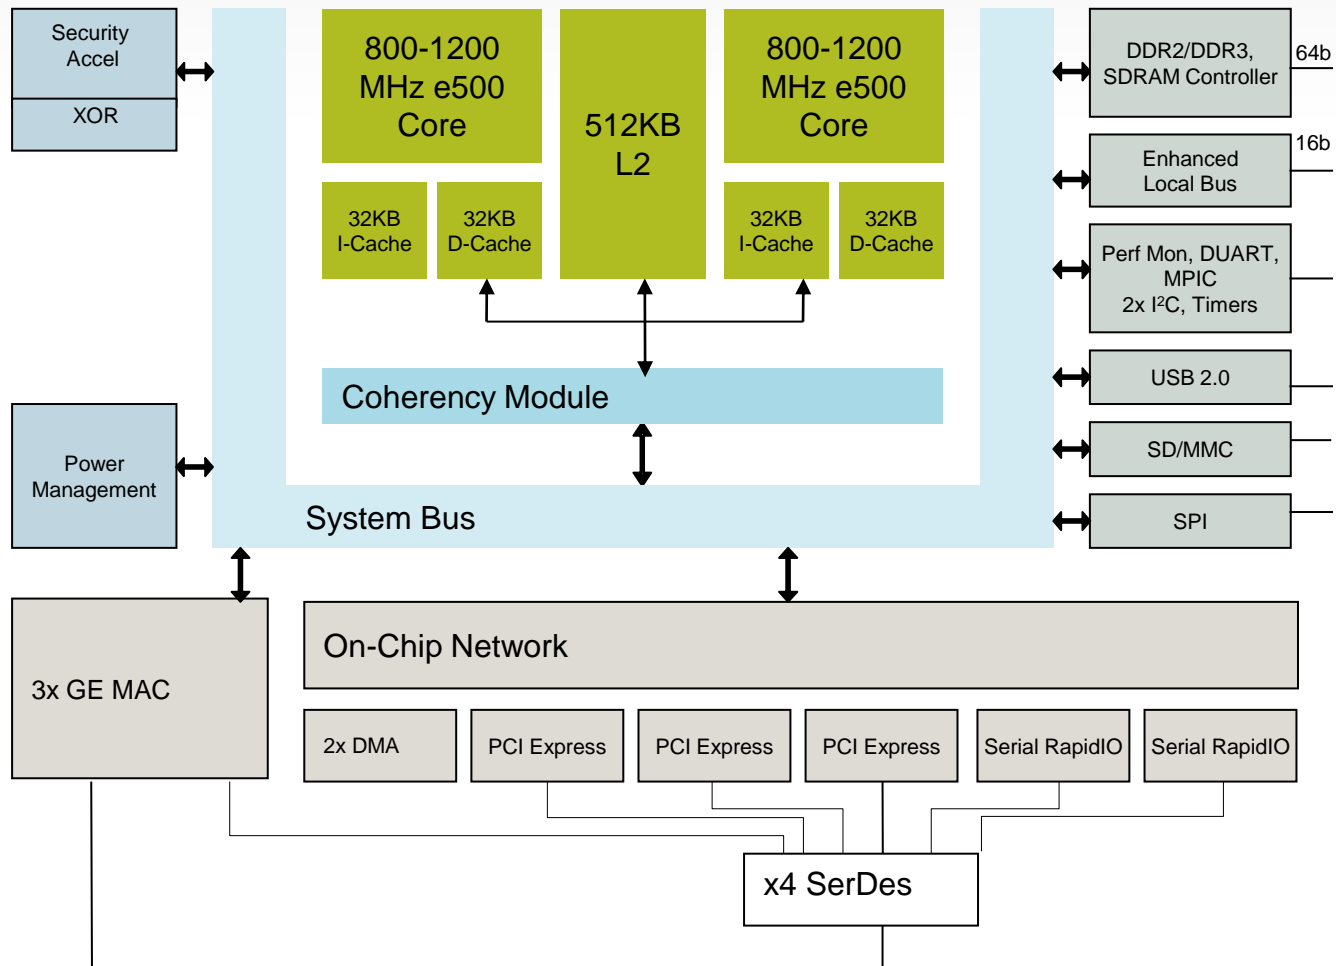 Security
Accel
XOR
800-1200
MHz e500
Core
512KB
L2
800-1200
MHz e500
Core
32KB
I-Cache
32KB
D-Cache
32KB
I-Cache
32KB
D-Cache
DDR2/DDR3,
SDRAM Controller
64b
Enhanced
Local Bus
16b
Perf Mon, DUART,
MPIC
2x I²C, Timers
USB 2.0
SD/MMC
SPI
Coherency Module
Power
Management
System Bus
3x GE MAC
On-Chip Network
2x DMA
PCI Express
PCI Express
PCI Express
Serial RapidIO
Serial RapidIO
x4 SerDes